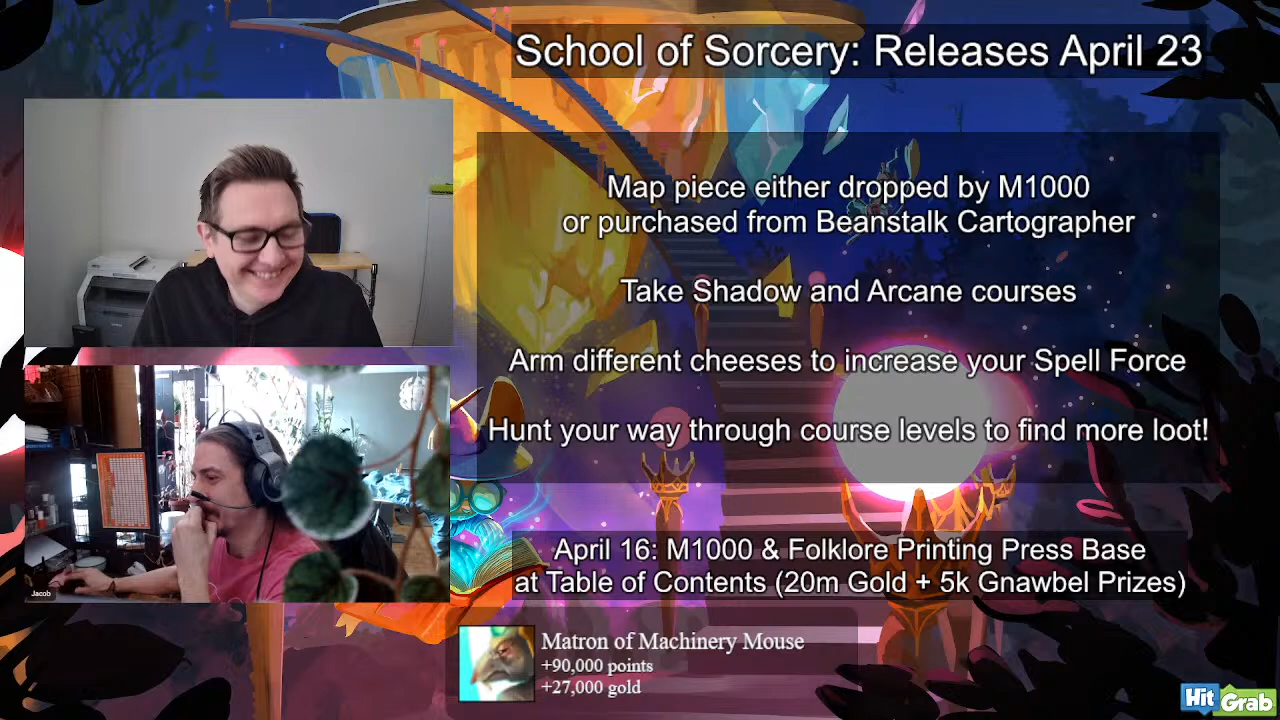 School of Sorcery: Releases April 23
Map piece either dropped by M1000
or purchased from Beanstalk Cartographer
Take Shadow and Arcane courses
Arm different cheeses to increase your Spell Force
Hunt your way through course levels to find more loot!
April 16: M1000 & Folklore Printing Press Base
at Table of Contents (20m Gold + 5k Gnawbel Prizes)
Jacob
Matron of Machinery Mouse
+90,000 points
+27,000 gold
Hit Grab